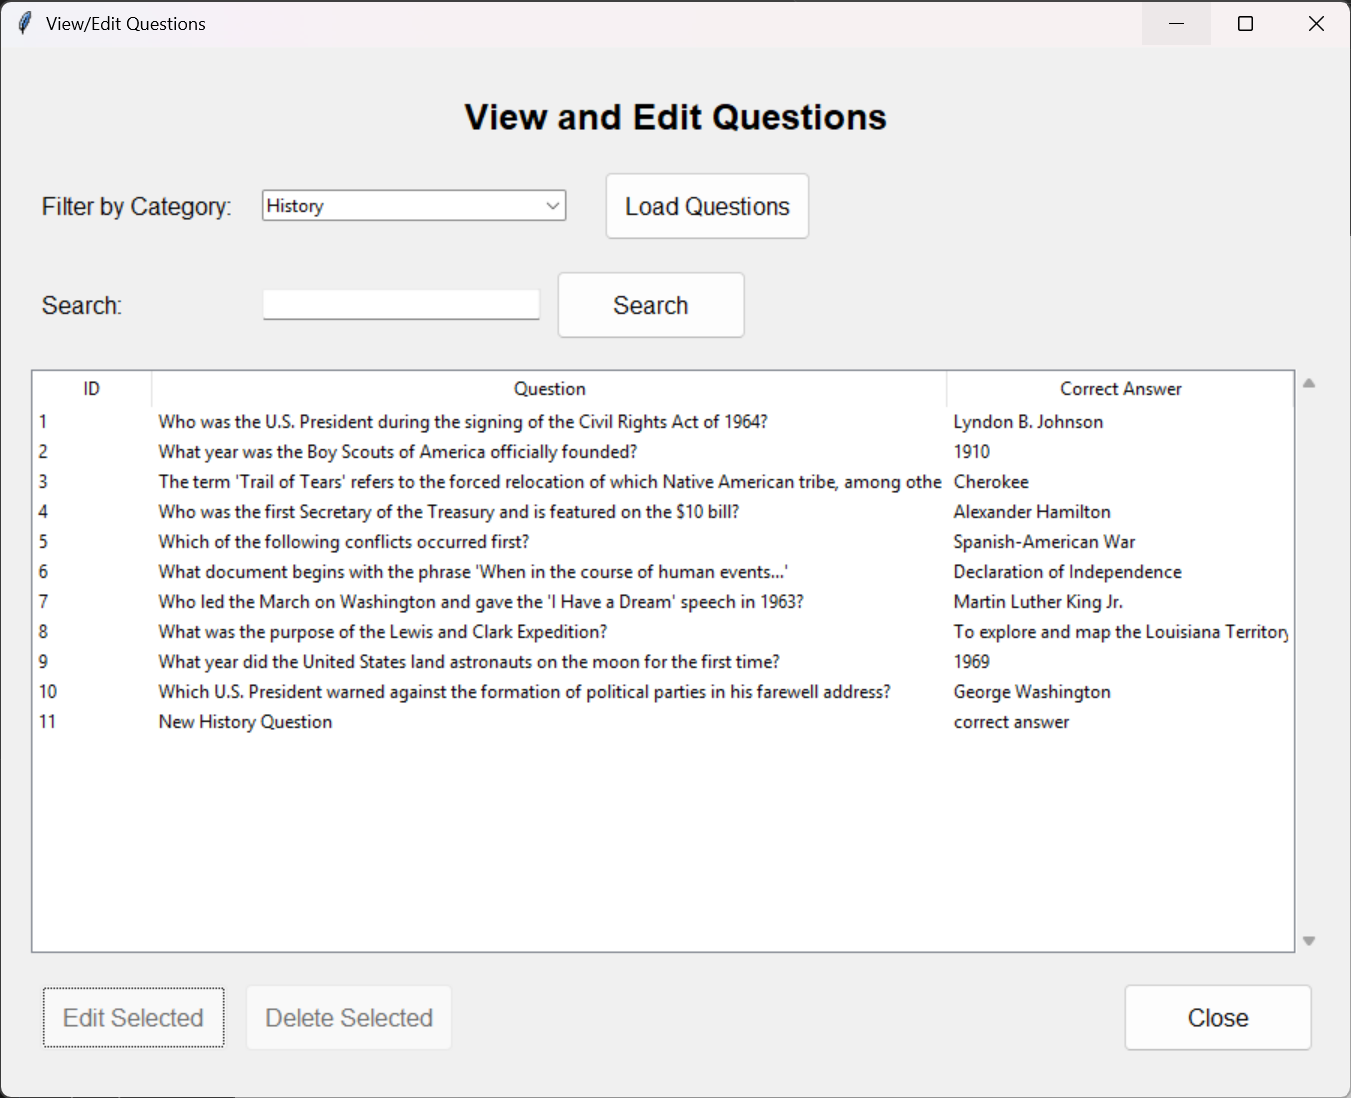 View/Edit Questions
View and Edit Questions
Filter by Category: History Load Questions
Search: Search
ID Question Correct Answer
1 Who was the U.S. President during the signing of the Civil Rights Act of 1964? Lyndon B. Johnson
2 What year was the Boy Scouts of America officially founded? 1910
3 The term 'Trail of Tears' refers to the forced relocation of which Native American tribe, among othe Cherokee
4 Who was the first Secretary of the Treasury and is featured on the $10 bill? Alexander Hamilton
5 Which of the following conflicts occurred first? Spanish-American War
6 What document begins with the phrase 'When in the course of human events...' Declaration of Independence
7 Who led the March on Washington and gave the 'I Have a Dream' speech in 1963? Martin Luther King Jr.
8 What was the purpose of the Lewis and Clark Expedition? To explore and map the Louisiana Territory
9 What year did the United States land astronauts on the moon for the first time? 1969
10 Which U.S. President warned against the formation of political parties in his farewell address? George Washington
11 New History Question correct answer
Edit Selected Delete Selected Close